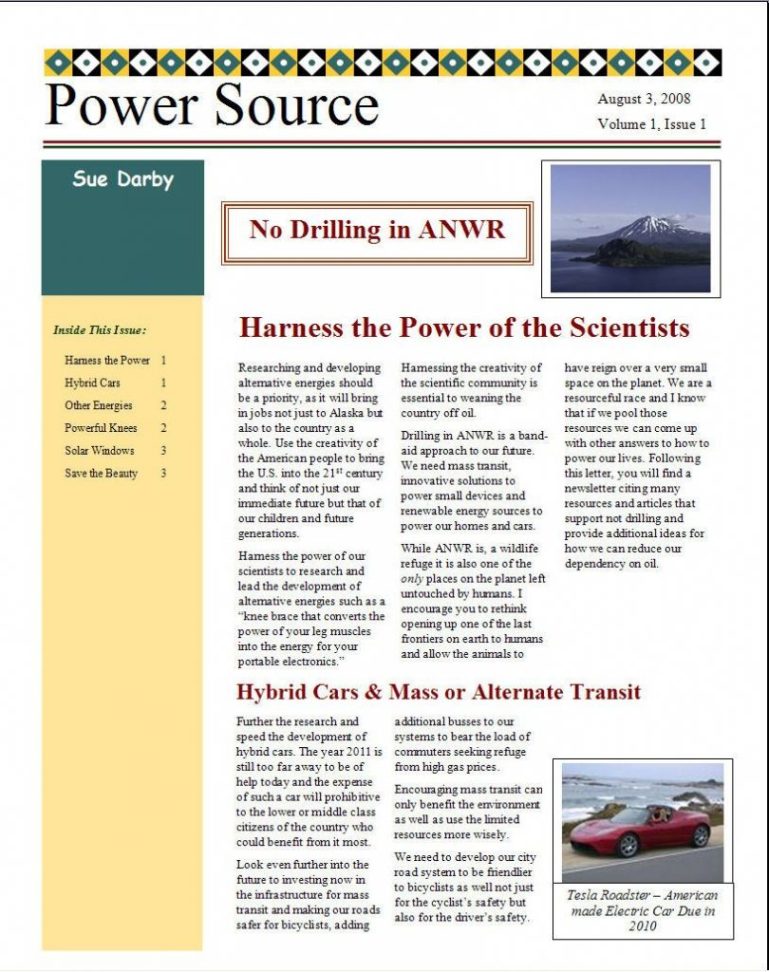 Power Source
August 3, 2008
Volume 1, Issue 1
Sue Darby
No Drilling in ANWR
Inside This Issue:
Harness the Power 1
Hybrid Cars 1
Other Energies 2
Powerful Knees 2
Solar Windows 3
Save the Beauty 3
Harness the Power of the Scientists
Researching and developing
alternative energies should
be a priority, as it will bring
in jobs not just to Alaska but
also to the country as a
whole. Use the creativity of
the American people to bring
the U.S. into the 21st century
and think of not just our
immediate future but that of
our children and future
generations.
Harness the power of our
scientists to research and
lead the development of
alternative energies such as a
“knee brace that converts the
power of your leg muscles
into the energy for your
portable electronics.”
Harnessing the creativity of
the scientific community is
essential to weaning the
country off oil.
Drilling in ANWR is a band-
aid approach to our future.
We need mass transit,
innovative solutions to
power small devices and
renewable energy sources to
power our homes and cars.
While ANWR is, a wildlife
refuge it is also one of the
only places on the planet left
untouched by humans. I
encourage you to rethink
opening up one of the last
frontiers on earth to humans
and allow the animals to
have reign over a very small
space on the planet. We are a
resourceful race and I know
that if we pool those
resources we can come up
with other answers to how to
power our lives. Following
this letter, you will find a
newsletter citing many
resources and articles that
support not drilling and
provide additional ideas for
how we can reduce our
dependency on oil.
Hybrid Cars & Mass or Alternate Transit
Further the research and
speed the development of
hybrid cars. The year 2011 is
still too far away to be of
help today and the expense
of such a car will prohibitive
to the lower or middle class
citizens of the country who
could benefit from it most.
Look even further into the
future to investing now in
the infrastructure for mass
transit and making our roads
safer for bicyclists, adding
additional busses to our
systems to bear the load of
commuters seeking refuge
from high gas prices.
Encouraging mass transit can
only benefit the environment
as well as use the limited
resources more wisely.
We need to develop our city
road system to be friendlier
to bicyclists as well not just
for the cyclist’s safety but
also for the driver’s safety.
Tesla Roadster – American
made Electric Car Due in
2010